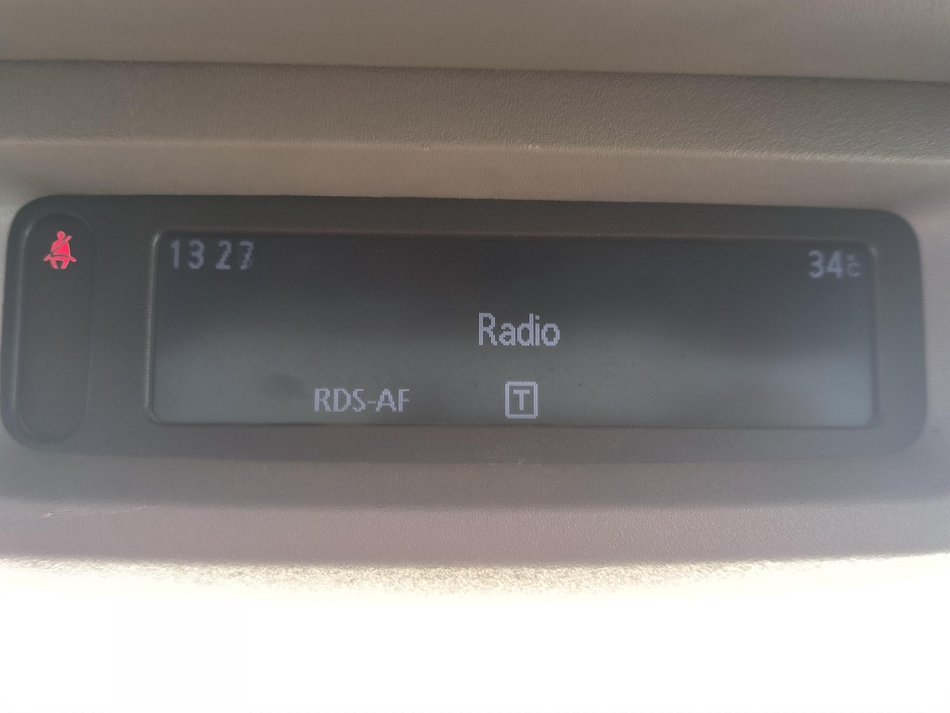 13 27
34°C
Radio
RDS-AF
T